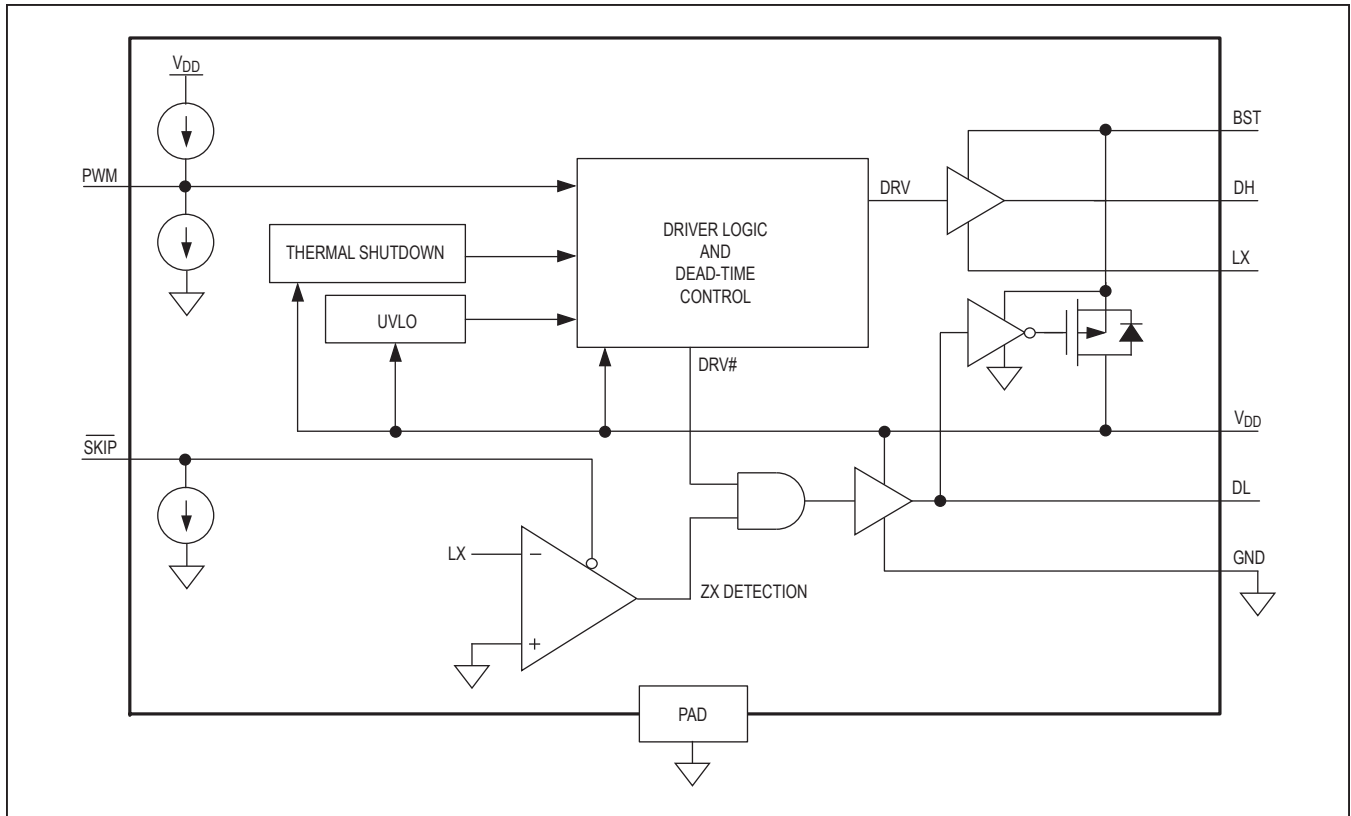 VDD
BST
PWM
DRV
DH
DRIVER LOGIC
AND
DEAD-TIME
CONTROL
THERMAL SHUTDOWN
LX
UVLO
DRV#
VDD
SKIP
DL
LX
−
GND
ZX DETECTION
+
PAD